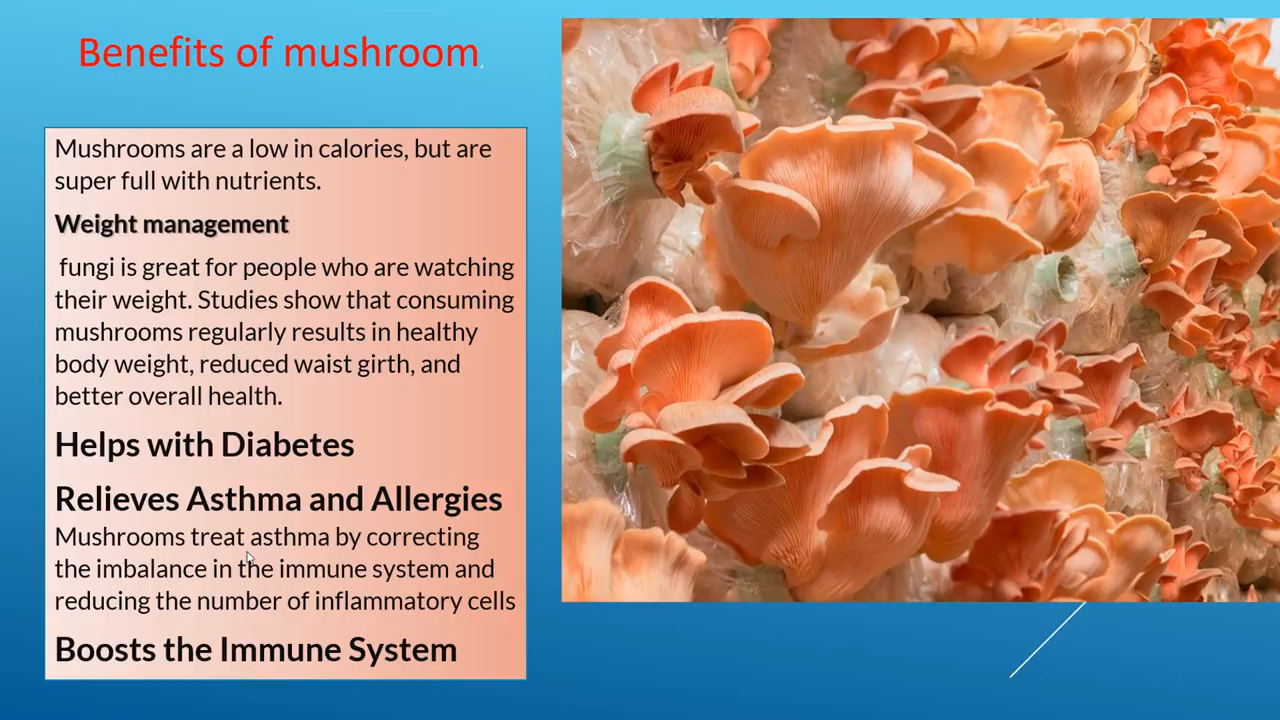 Benefits of mushroom.
Mushrooms are a low in calories, but are
super full with nutrients.
Weight management
fungi is great for people who are watching
their weight. Studies show that consuming
mushrooms regularly results in healthy
body weight, reduced waist girth, and
better overall health.
Helps with Diabetes
Relieves Asthma and Allergies
Mushrooms treat asthma by correcting
the imbalance in the immune system and
reducing the number of inflammatory cells
Boosts the Immune System